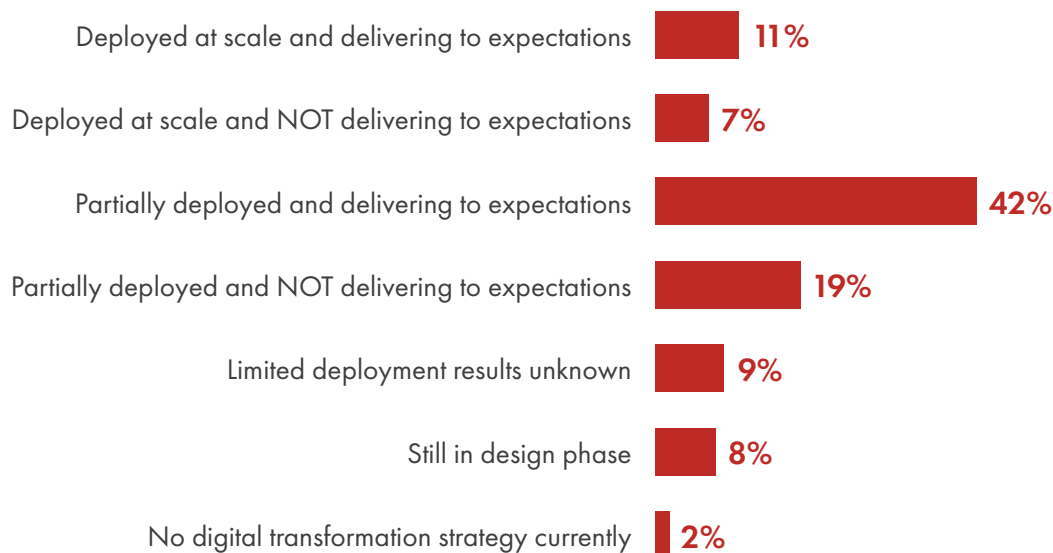 Deployed at scale and delivering to expectations 11%
Deployed at scale and NOT delivering to expectations 7%
Partially deployed and delivering to expectations 42%
Partially deployed and NOT delivering to expectations 19%
Limited deployment results unknown 9%
Still in design phase 8%
No digital transformation strategy currently 2%